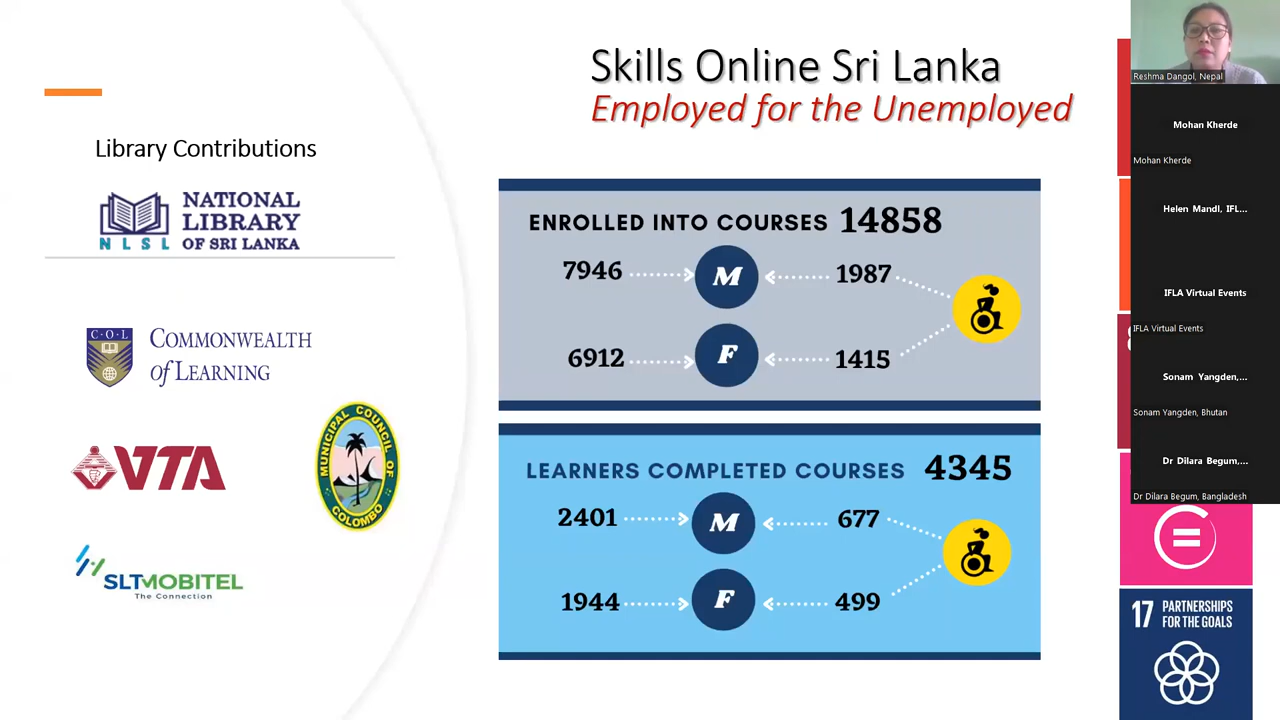 Skills Online Sri Lanka
Employed for the Unemployed
Library Contributions
NATIONAL
LIBRARY
OF SRI LANKA
NLSL
C·O·L
COMMONWEALTH
of LEARNING
VTA
MUNICIPAL COUNCIL OF
COLOMBO
SLTMOBITEL
The Connection
ENROLLED INTO COURSES 14858
7946 M 1987
6912 F 1415
LEARNERS COMPLETED COURSES 4345
2401 M 677
1944 F 499
Reshma Dangol, Nepal
Mohan Kherde
Mohan Kherde
Helen Mandl, IFL...
IFLA Virtual Events
IFLA Virtual Events
Sonam Yangden,...
Sonam Yangden, Bhutan
Dr Dilara Begum,...
Dr Dilara Begum, Bangladesh
17 PARTNERSHIPS
FOR THE GOALS